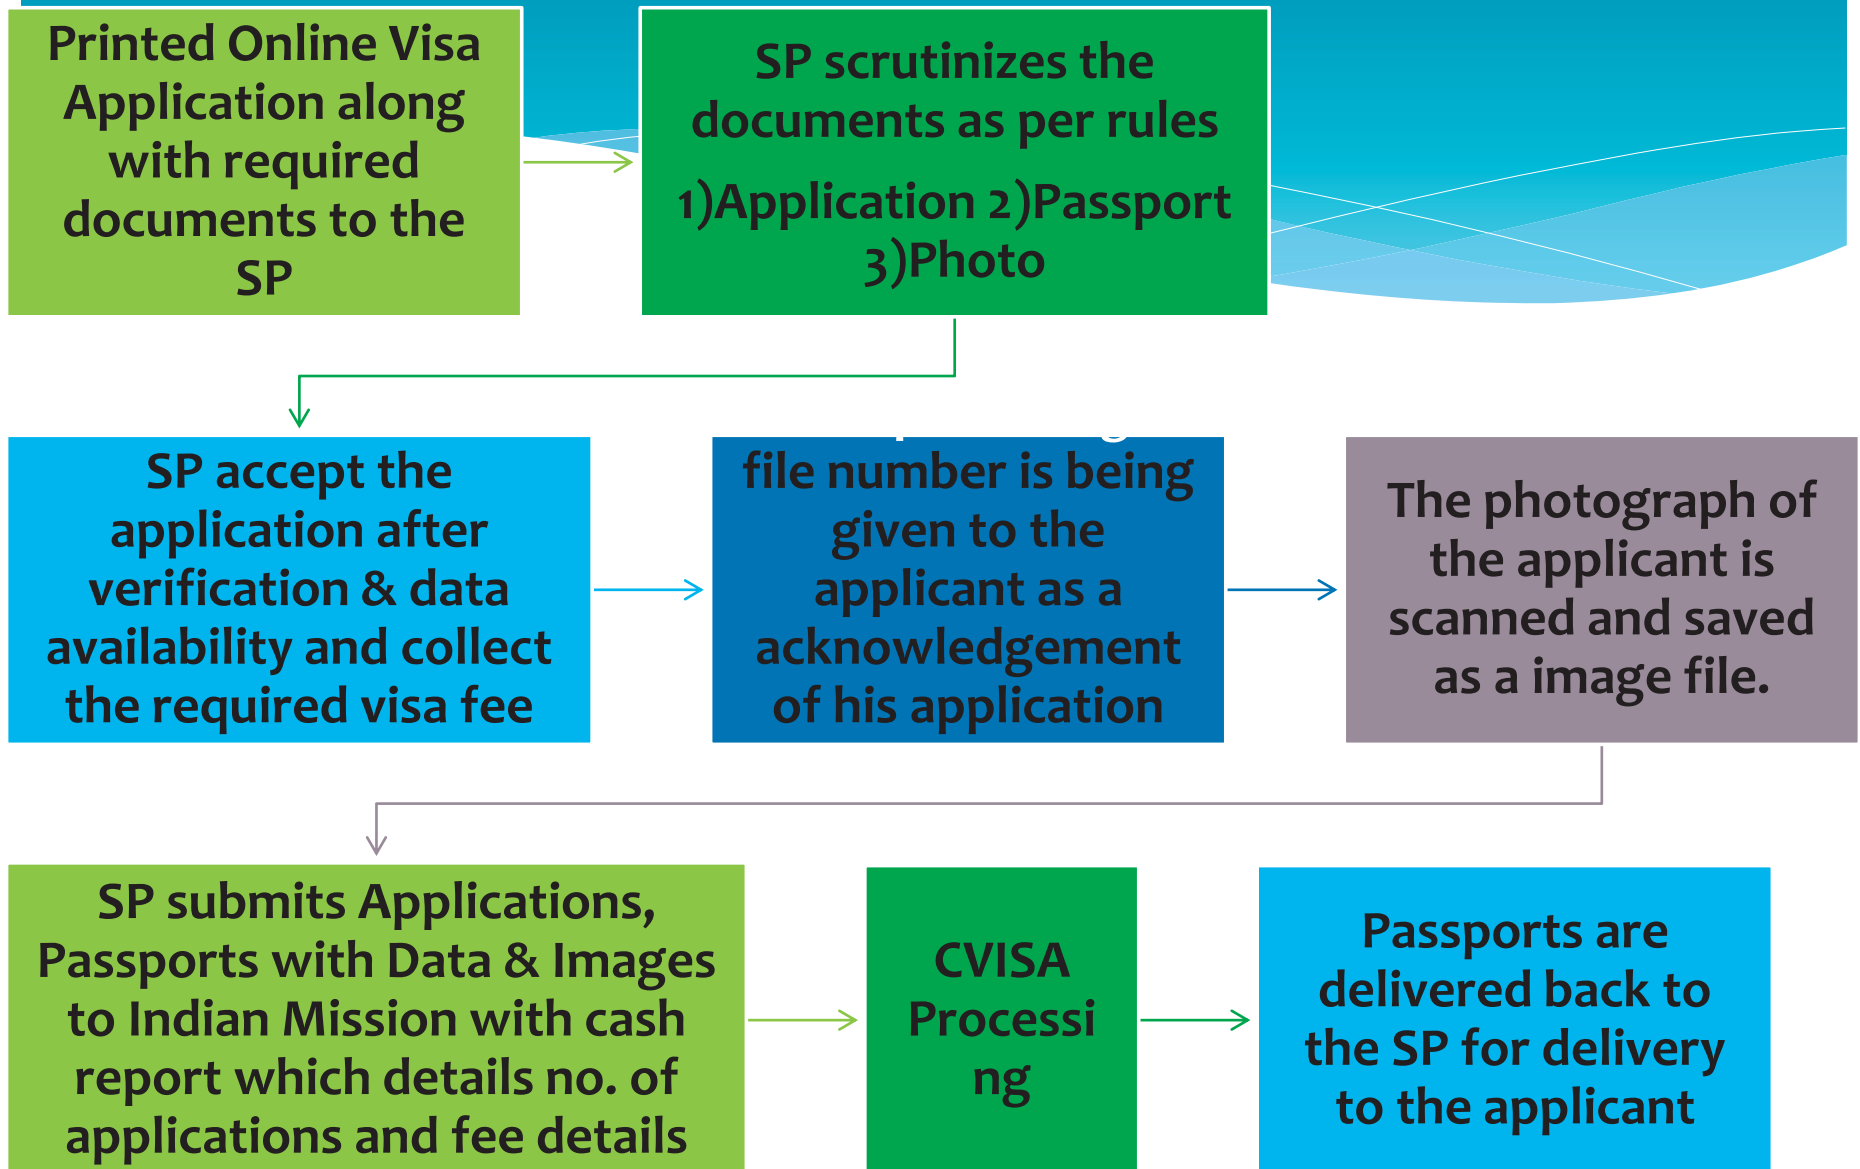 Printed Online Visa
Application along
with required
documents to the
SP
SP scrutinizes the
documents as per rules
1)Application 2)Passport
3)Photo
SP accept the
application after
verification & data
availability and collect
the required visa fee
file number is being
given to the
applicant as a
acknowledgement
of his application
The photograph of
the applicant is
scanned and saved
as a image file.
SP submits Applications,
Passports with Data & Images
to Indian Mission with cash
report which details no. of
applications and fee details
CVISA
Processi
ng
Passports are
delivered back to
the SP for delivery
to the applicant